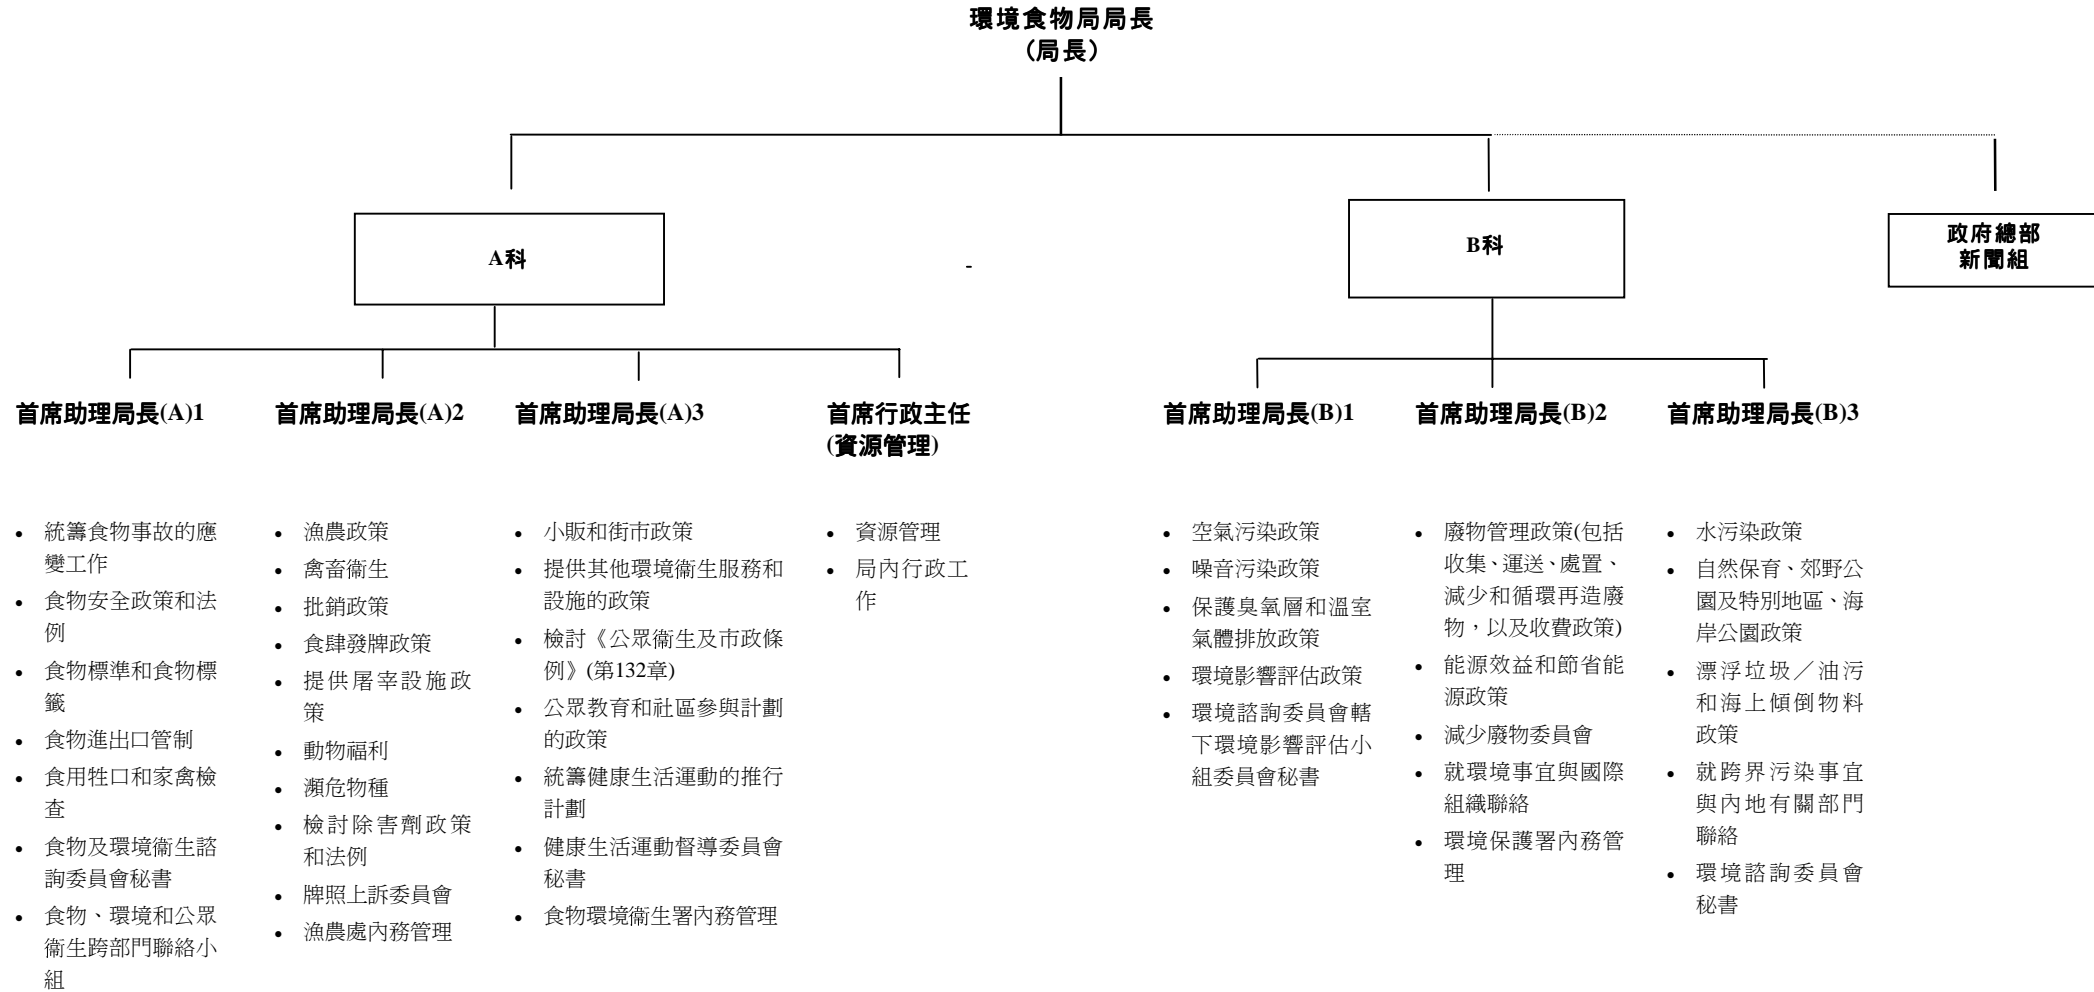 環境食物局局長
(局長)
A科
-
B科
政府總部
新聞組
首席助理局長(A)1
• 統籌食物事故的應
變工作
• 食物安全政策和法
例
• 食物標準和食物標
籤
• 食物進出口管制
• 食用牲口和家禽檢
查
• 食物及環境衞生諮
詢委員會秘書
• 食物、環境和公眾
衞生跨部門聯絡小
組
首席助理局長(A)2
• 漁農政策
• 禽畜衞生
• 批銷政策
• 食肆發牌政策
• 提供屠宰設施政
策
• 動物福利
• 瀕危物種
• 檢討除害劑政策
和法例
• 牌照上訴委員會
• 漁農處內務管理
首席助理局長(A)3
• 小販和街市政策
• 提供其他環境衞生服務和
設施的政策
• 檢討《公眾衞生及市政條
例》(第132章)
• 公眾教育和社區參與計劃
的政策
• 統籌健康生活運動的推行
計劃
• 健康生活運動督導委員會
秘書
• 食物環境衞生署內務管理
首席行政主任
(資源管理)
• 資源管理
• 局內行政工
作
首席助理局長(B)1
• 空氣污染政策
• 噪音污染政策
• 保護臭氧層和溫室
氣體排放政策
• 環境影響評估政策
• 環境諮詢委員會轄
下環境影響評估小
組委員會秘書
首席助理局長(B)2
• 廢物管理政策(包括
收集、運送、處置、
減少和循環再造廢
物，以及收費政策)
• 能源效益和節省能
源政策
• 減少廢物委員會
• 就環境事宜與國際
組織聯絡
• 環境保護署內務管
理
首席助理局長(B)3
• 水污染政策
• 自然保育、郊野公
園及特別地區、海
岸公園政策
• 漂浮垃圾／油污
和海上傾倒物料
政策
• 就跨界污染事宜
與內地有關部門
聯絡
• 環境諮詢委員會
秘書